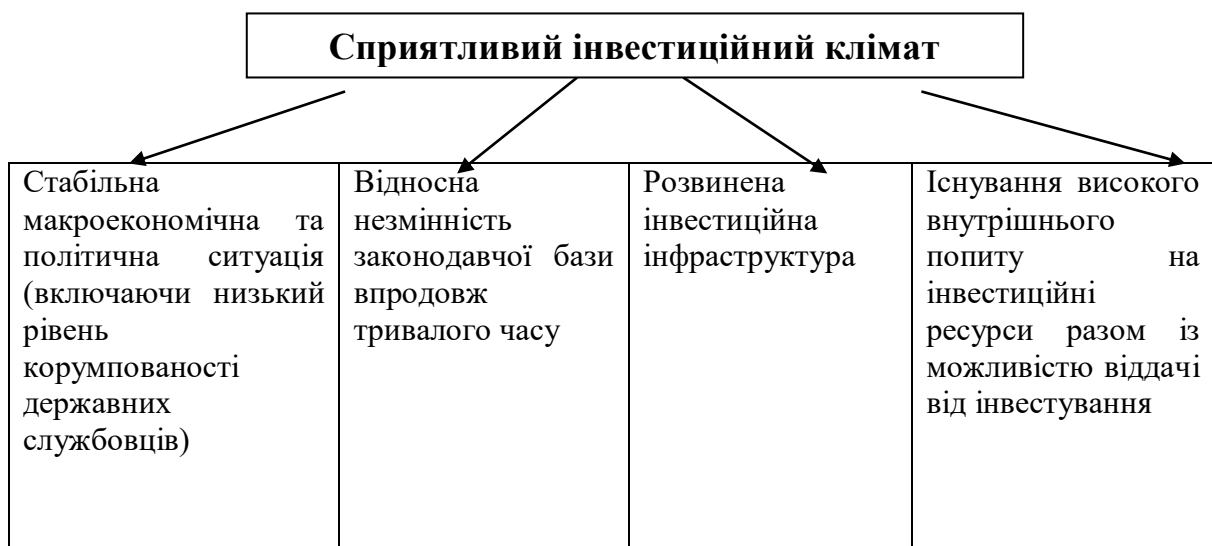 Сприятливий інвестиційний клімат
Стабільна
макроекономічна та
політична ситуація
(включаючи низький
рівень
корумпованості
державних
службовців)
Відносна
незмінність
законодавчої бази
впродовж
тривалого часу
Розвинена
інвестиційна
інфраструктура
Існування високого
внутрішнього
попиту на
інвестиційні
ресурси разом із
можливістю віддачі
від інвестування